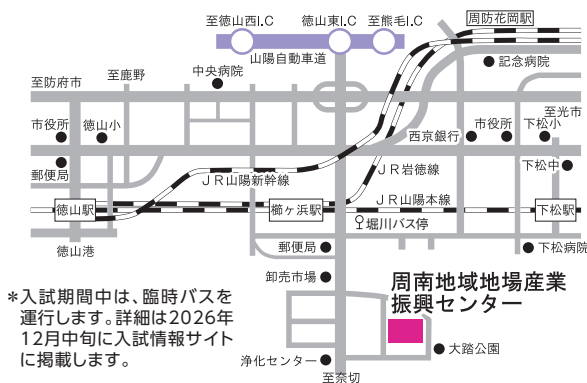 至徳山西I.C
徳山東I.C
至熊毛I.C
周防花岡駅
山陽自動車道
記念病院
至防府市
至鹿野
中央病院
至光市
市役所
徳山小
西京銀行
市役所
下松小
郵便局
JR岩徳線
下松中
JR山陽新幹線
JR山陽本線
徳山駅
櫛ヶ浜駅
下松駅
堀川バス停
徳山港
郵便局
下松病院
卸売市場
周南地域地場産業
振興センター
*入試期間中は、臨時バスを
運行します。詳細は2026年
12月中旬に入試情報サイト
に掲載します。
浄化センター
大踏公園
至奈切